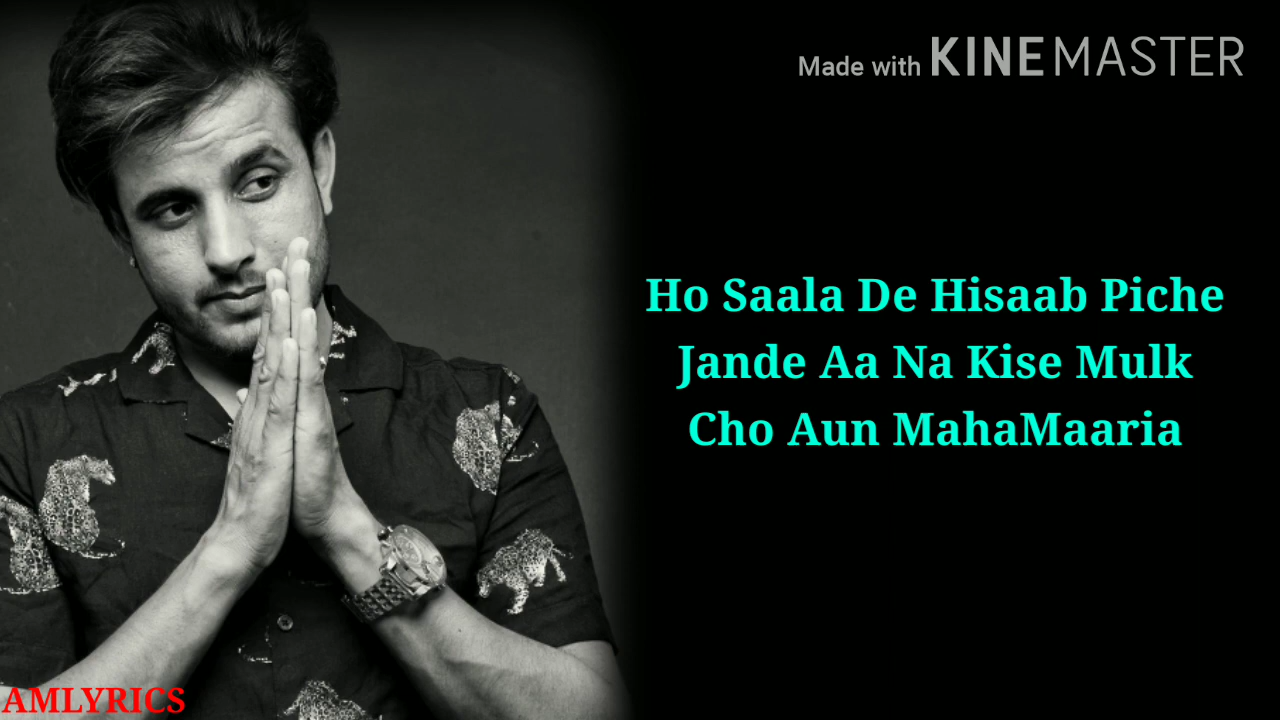 Made with KINEMASTER
Ho Saala De Hisaab Piche
Jande Aa Na Kise Mulk
Cho Aun MahaMaaria
AMLYRICS